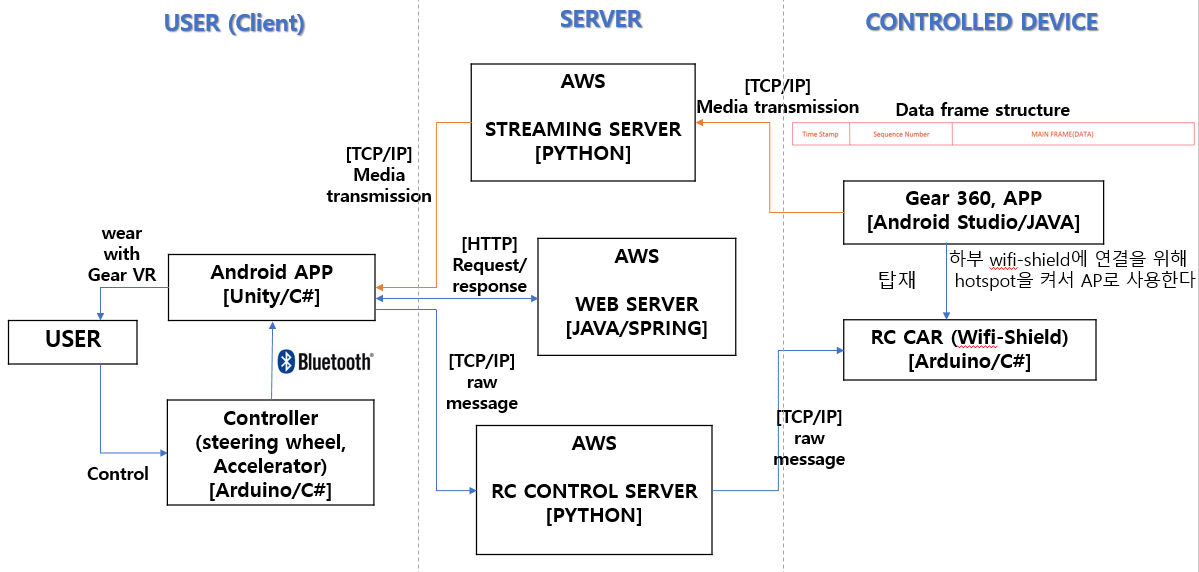 USER (Client)
SERVER
CONTROLLED DEVICE
AWS
STREAMING SERVER
[PYTHON]
[TCP/IP]
Media transmission
Data frame structure
Time Stamp
Sequence Number
MAIN FRAME(DATA)
[TCP/IP]
Media
transmission
Gear 360, APP
[Android Studio/JAVA]
wear
with
Gear VR
[HTTP]
Request/
response
AWS
WEB SERVER
[JAVA/SPRING]
탑재
하부 wifi-shield에 연결을 위해
hotspot을 켜서 AP로 사용한다
Android APP
[Unity/C#]
USER
Bluetooth®
RC CAR (Wifi-Shield)
[Arduino/C#]
[TCP/IP]
raw
message
Controller
(steering wheel,
Accelerator)
[Arduino/C#]
Control
AWS
RC CONTROL SERVER
[PYTHON]
[TCP/IP]
raw
message